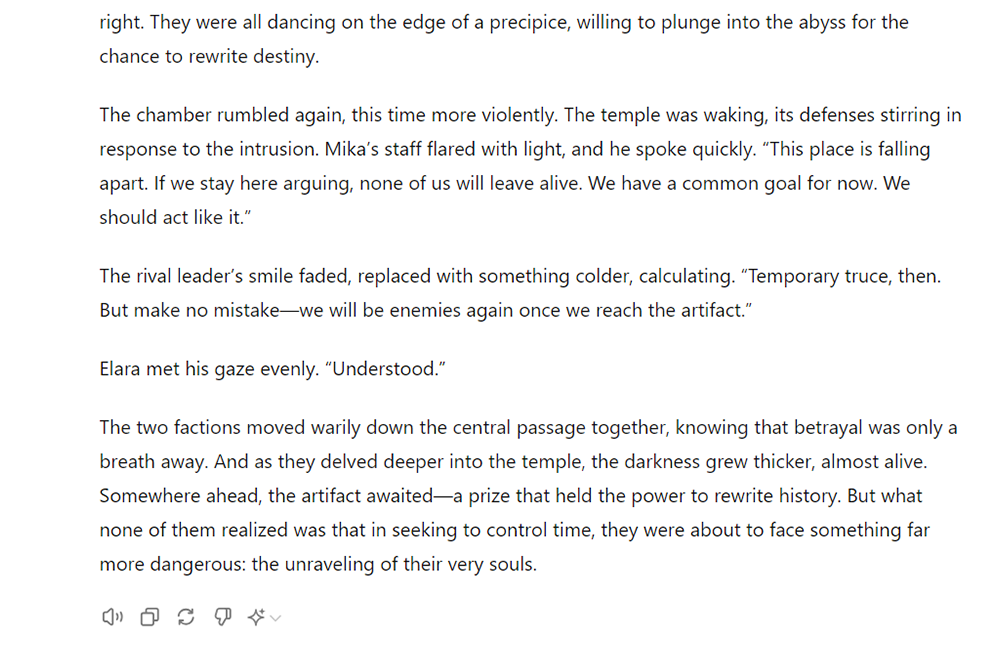 right. They were all dancing on the edge of a precipice, willing to plunge into the abyss for the
chance to rewrite destiny.
The chamber rumbled again, this time more violently. The temple was waking, its defenses stirring in
response to the intrusion. Mika’s staff flared with light, and he spoke quickly. “This place is falling
apart. If we stay here arguing, none of us will leave alive. We have a common goal for now. We
should act like it.”
The rival leader’s smile faded, replaced with something colder, calculating. “Temporary truce, then.
But make no mistake—we will be enemies again once we reach the artifact.”
Elara met his gaze evenly. “Understood.”
The two factions moved warily down the central passage together, knowing that betrayal was only a
breath away. And as they delved deeper into the temple, the darkness grew thicker, almost alive.
Somewhere ahead, the artifact awaited—a prize that held the power to rewrite history. But what
none of them realized was that in seeking to control time, they were about to face something far
more dangerous: the unraveling of their very souls.